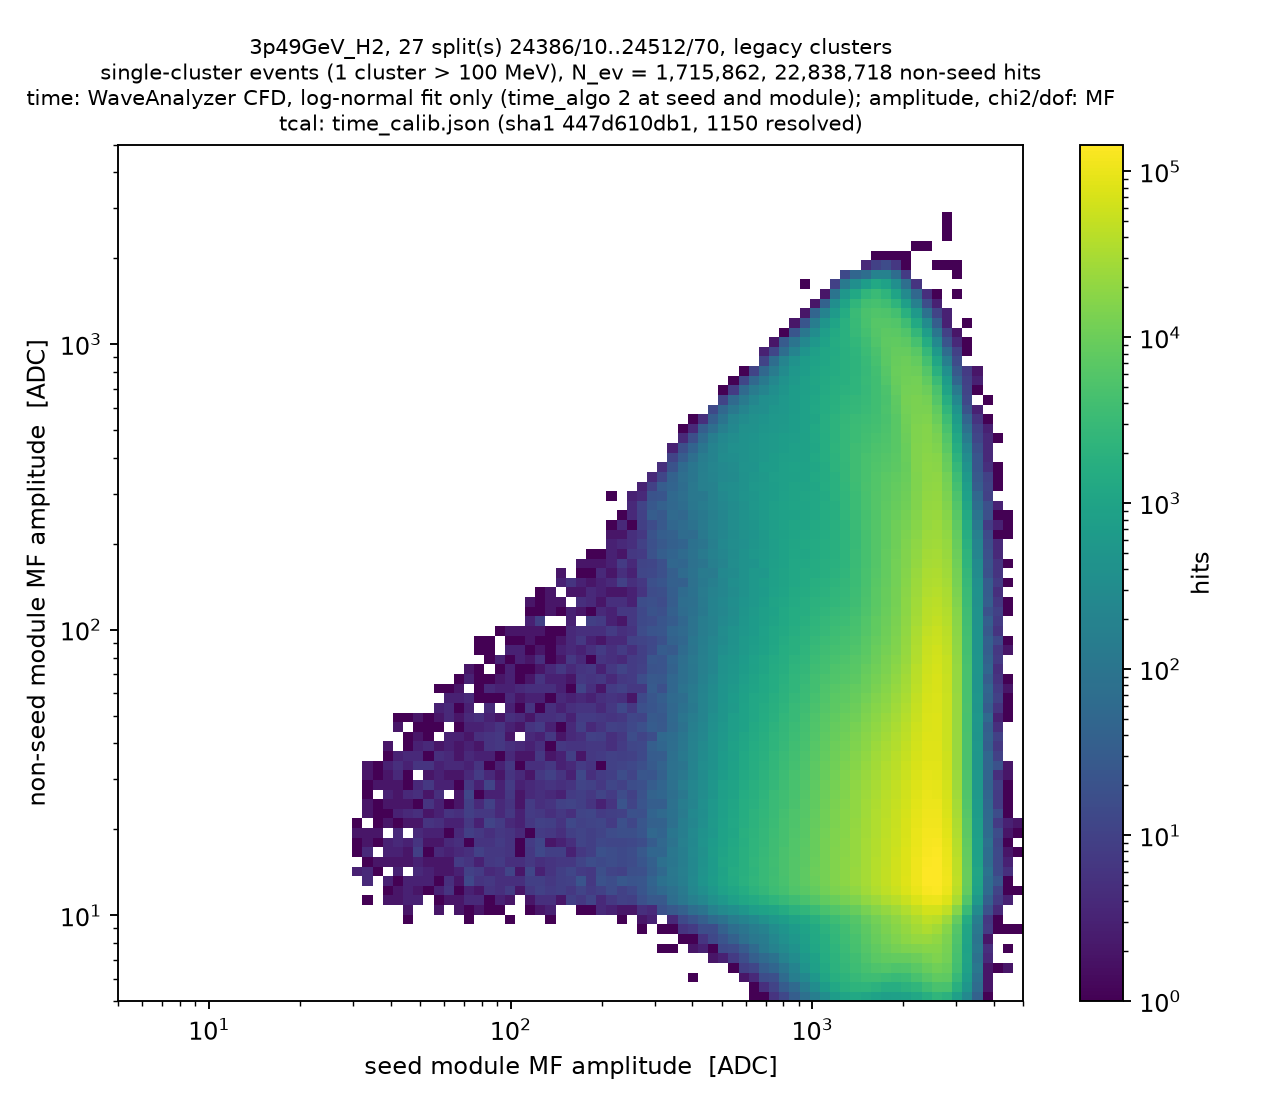 3p49GeV_H2, 27 split(s) 24386/10..24512/70, legacy clusters
single-cluster events (1 cluster > 100 MeV), N_ev = 1,715,862, 22,838,718 non-seed hits
time: WaveAnalyzer CFD, log-normal fit only (time_algo 2 at seed and module); amplitude, chi2/dof: MF
tcal: time_calib.json (sha1 447d610db1, 1150 resolved)
non-seed module MF amplitude [ADC]
10³
10²
10¹
10¹
10²
10³
seed module MF amplitude [ADC]
10⁵
10⁴
10³
10²
10¹
10⁰
hits